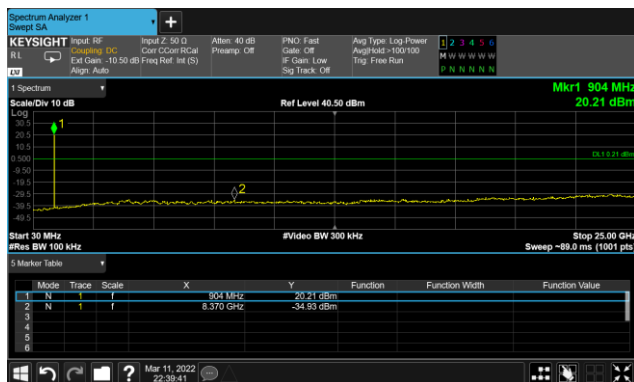 Spectrum Analyzer 1
Swept SA
+
KEYSIGHT Input: RF Input Z: 50 Ω Atten: 40 dB PNO: Fast Avg Type: Log-Power 1 2 3 4 5 6
RL Coupling: DC Corr CCorr RCal Preamp: Off Gate: Off Avg|Hold:>100/100 M W W W W W
Ext Gain: -10.50 dB Freq Ref: Int (S) IF Gain: Low Trig: Free Run
Align: Auto Sig Track: Off P N N N N N
LXI
1 Spectrum
Mkr1 904 MHz
Scale/Div 10 dB Ref Level 40.50 dBm 20.21 dBm
Log
30.5 1
20.5
10.5
0.500 DL1 0.21 dBm
-9.50
-19.5
-29.5 2
-39.5
-49.5
Start 30 MHz #Video BW 300 kHz Stop 25.00 GHz
#Res BW 100 kHz Sweep ~89.0 ms (1001 pts)
5 Marker Table
Mode Trace Scale X Y Function Function Width Function Value
1 N 1 f 904 MHz 20.21 dBm
2 N 1 f 8.370 GHz -34.93 dBm
3
4
5
6
? Mar 11, 2022
22:39:41